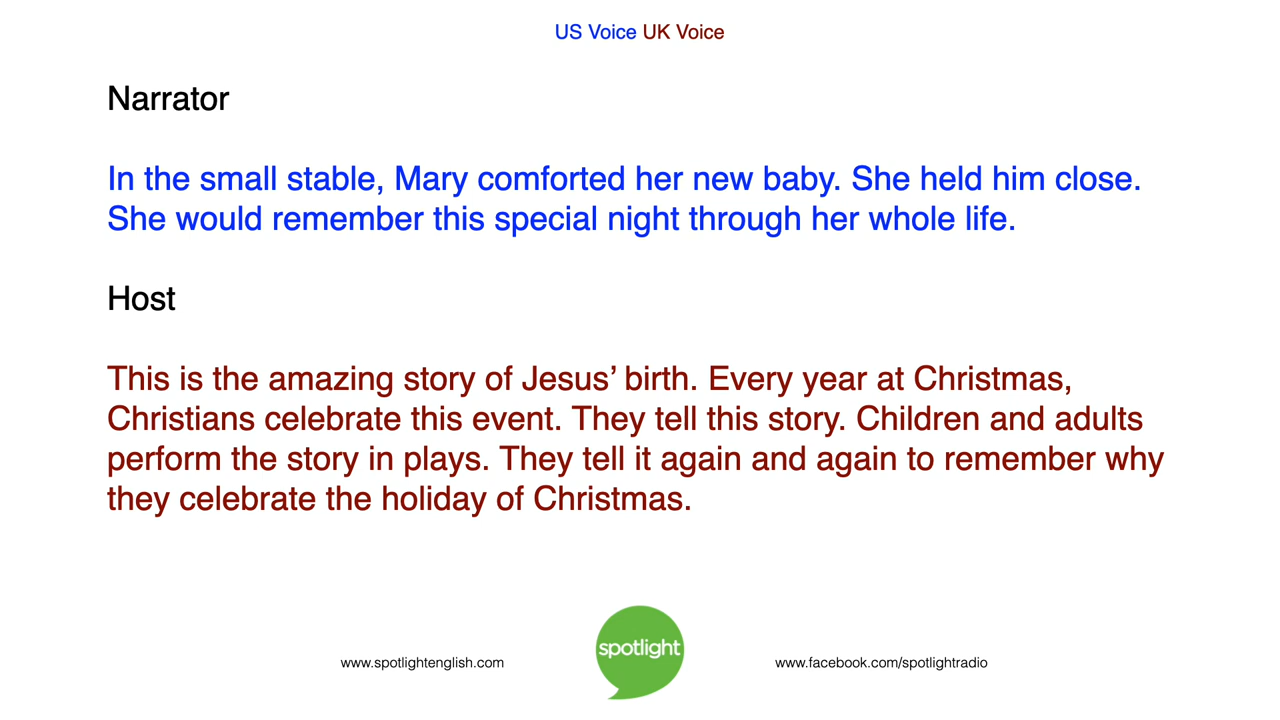 US Voice UK Voice
Narrator
In the small stable, Mary comforted her new baby. She held him close.
She would remember this special night through her whole life.
Host
This is the amazing story of Jesus’ birth. Every year at Christmas,
Christians celebrate this event. They tell this story. Children and adults
perform the story in plays. They tell it again and again to remember why
they celebrate the holiday of Christmas.
www.spotlightenglish.com
spotlight
www.facebook.com/spotlightradio